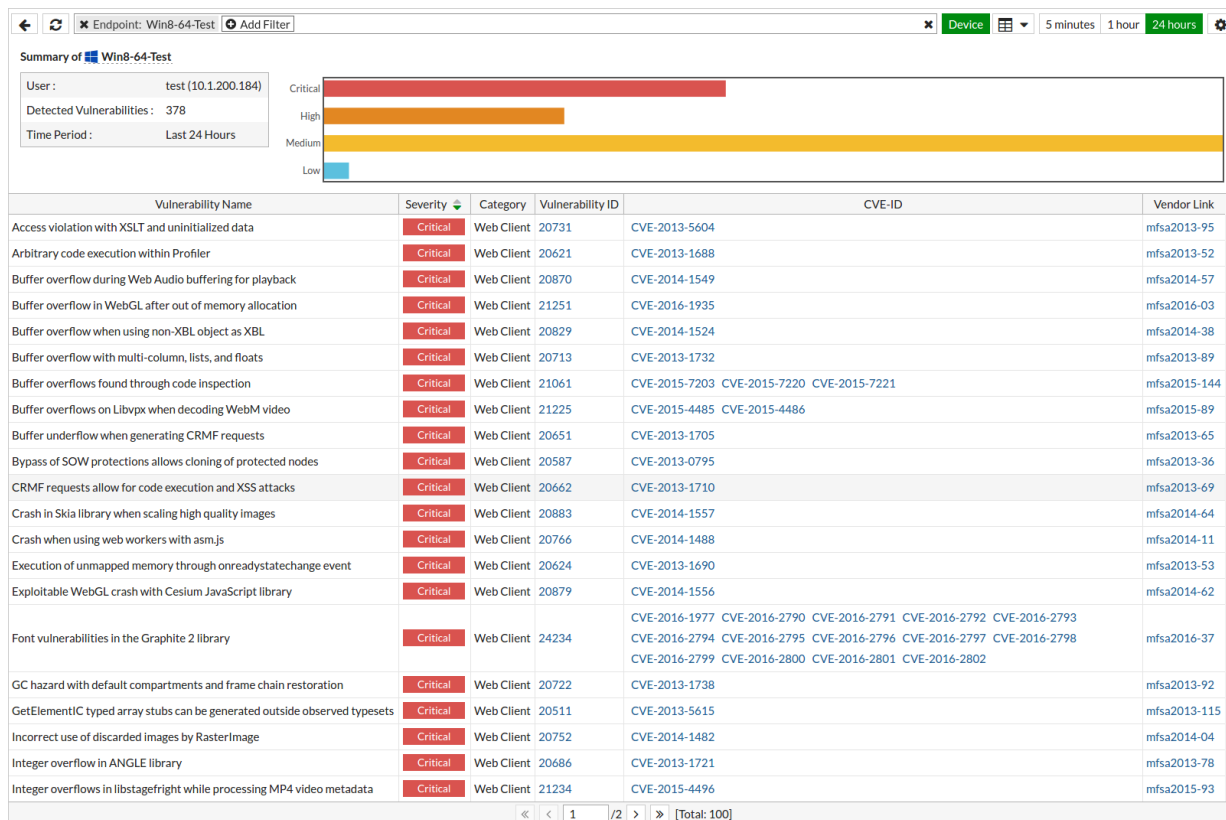 Endpoint: Win8-64-Test Add Filter Device 5 minutes 1 hour 24 hours
Summary of Win8-64-Test
User : test (10.1.200.184)
Detected Vulnerabilities : 378
Time Period : Last 24 Hours
Critical
High
Medium
Low
Vulnerability Name Severity Category Vulnerability ID CVE-ID Vendor Link
Access violation with XSLT and uninitialized data Critical Web Client 20731 CVE-2013-5604 mfsa2013-95
Arbitrary code execution within Profiler Critical Web Client 20621 CVE-2013-1688 mfsa2013-52
Buffer overflow during Web Audio buffering for playback Critical Web Client 20870 CVE-2014-1549 mfsa2014-57
Buffer overflow in WebGL after out of memory allocation Critical Web Client 21251 CVE-2016-1935 mfsa2016-03
Buffer overflow when using non-XBL object as XBL Critical Web Client 20829 CVE-2014-1524 mfsa2014-38
Buffer overflow with multi-column, lists, and floats Critical Web Client 20713 CVE-2013-1732 mfsa2013-89
Buffer overflows found through code inspection Critical Web Client 21061 CVE-2015-7203 CVE-2015-7220 CVE-2015-7221 mfsa2015-144
Buffer overflows on Libvpx when decoding WebM video Critical Web Client 21225 CVE-2015-4485 CVE-2015-4486 mfsa2015-89
Buffer underflow when generating CRMF requests Critical Web Client 20651 CVE-2013-1705 mfsa2013-65
Bypass of SOW protections allows cloning of protected nodes Critical Web Client 20587 CVE-2013-0795 mfsa2013-36
CRMF requests allow for code execution and XSS attacks Critical Web Client 20662 CVE-2013-1710 mfsa2013-69
Crash in Skia library when scaling high quality images Critical Web Client 20883 CVE-2014-1557 mfsa2014-64
Crash when using web workers with asm.js Critical Web Client 20766 CVE-2014-1488 mfsa2014-11
Execution of unmapped memory through onreadystatechange event Critical Web Client 20624 CVE-2013-1690 mfsa2013-53
Exploitable WebGL crash with Cesium JavaScript library Critical Web Client 20879 CVE-2014-1556 mfsa2014-62
CVE-2016-1977 CVE-2016-2790 CVE-2016-2791 CVE-2016-2792 CVE-2016-2793
Font vulnerabilities in the Graphite 2 library Critical Web Client 24234 CVE-2016-2794 CVE-2016-2795 CVE-2016-2796 CVE-2016-2797 CVE-2016-2798 mfsa2016-37
CVE-2016-2799 CVE-2016-2800 CVE-2016-2801 CVE-2016-2802
GC hazard with default compartments and frame chain restoration Critical Web Client 20722 CVE-2013-1738 mfsa2013-92
GetElementIC typed array stubs can be generated outside observed typesets Critical Web Client 20511 CVE-2013-5615 mfsa2013-115
Incorrect use of discarded images by RasterImage Critical Web Client 20752 CVE-2014-1482 mfsa2014-04
Integer overflow in ANGLE library Critical Web Client 20686 CVE-2013-1721 mfsa2013-78
Integer overflows in libstagefright while processing MP4 video metadata Critical Web Client 21234 CVE-2015-4496 mfsa2015-93
1 /2 [Total: 100]